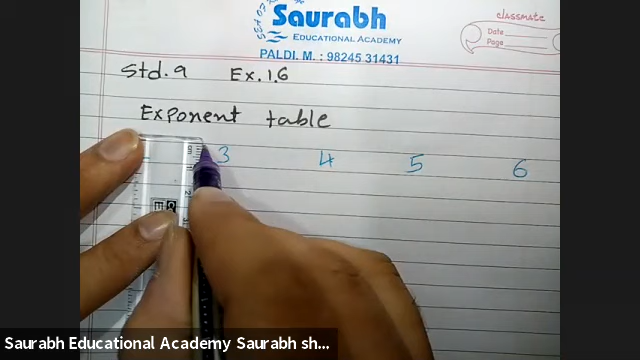 Saurabh
Educational Academy
PALDI. M. : 98245 31431
classmate
Date
Page
Std. 9 Ex.1.6
Exponent table
3 4 5 6
Saurabh Educational Academy Saurabh sh...